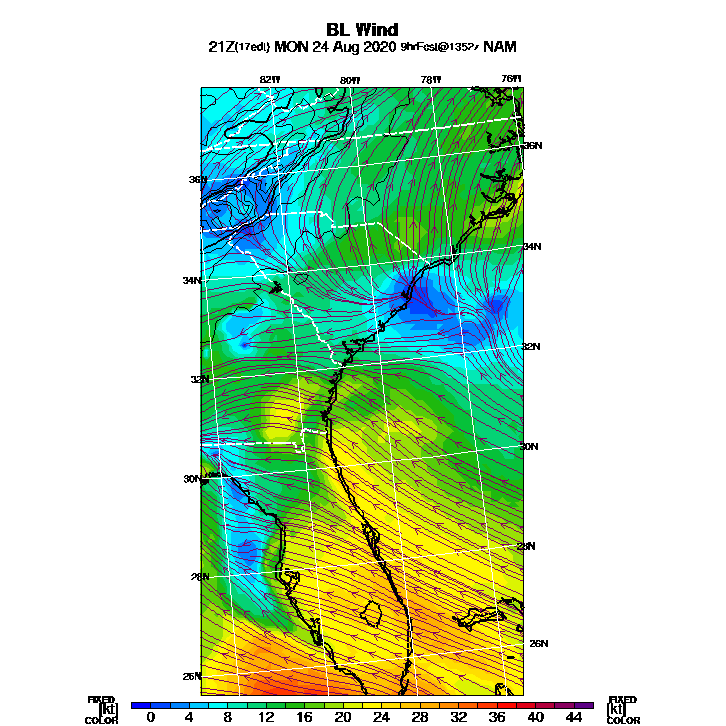 BL Wind
21Z(17edt) MON 24 Aug 2020 9hrFcst@1352z NAM
82W 80W 78W 76W
36N 36N
34N 34N
32N 32N
30N 30N
28N 28N
26N 26N
FIXED FIXED
[kt] [kt]
COLOR COLOR
0 4 8 12 16 20 24 28 32 36 40 44